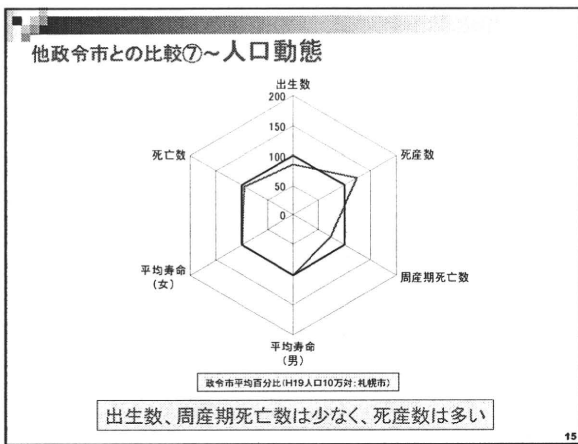 他政令市との比較⑦～人口動態
出生数
200
150
100
50
0
死産数
周産期死亡数
平均寿命
(男)
平均寿命
(女)
死亡数
政令市平均百分比(H19人口10万対:札幌市)
出生数、周産期死亡数は少なく、死産数は多い
15